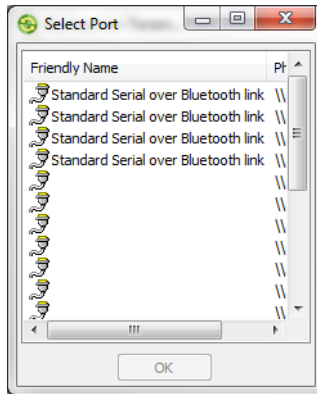 Select Port
Friendly Name Ph
Standard Serial over Bluetooth link \\
Standard Serial over Bluetooth link \\
Standard Serial over Bluetooth link \\
Standard Serial over Bluetooth link \\
\\
\\
\\
\\
\\
\\
\\
OK